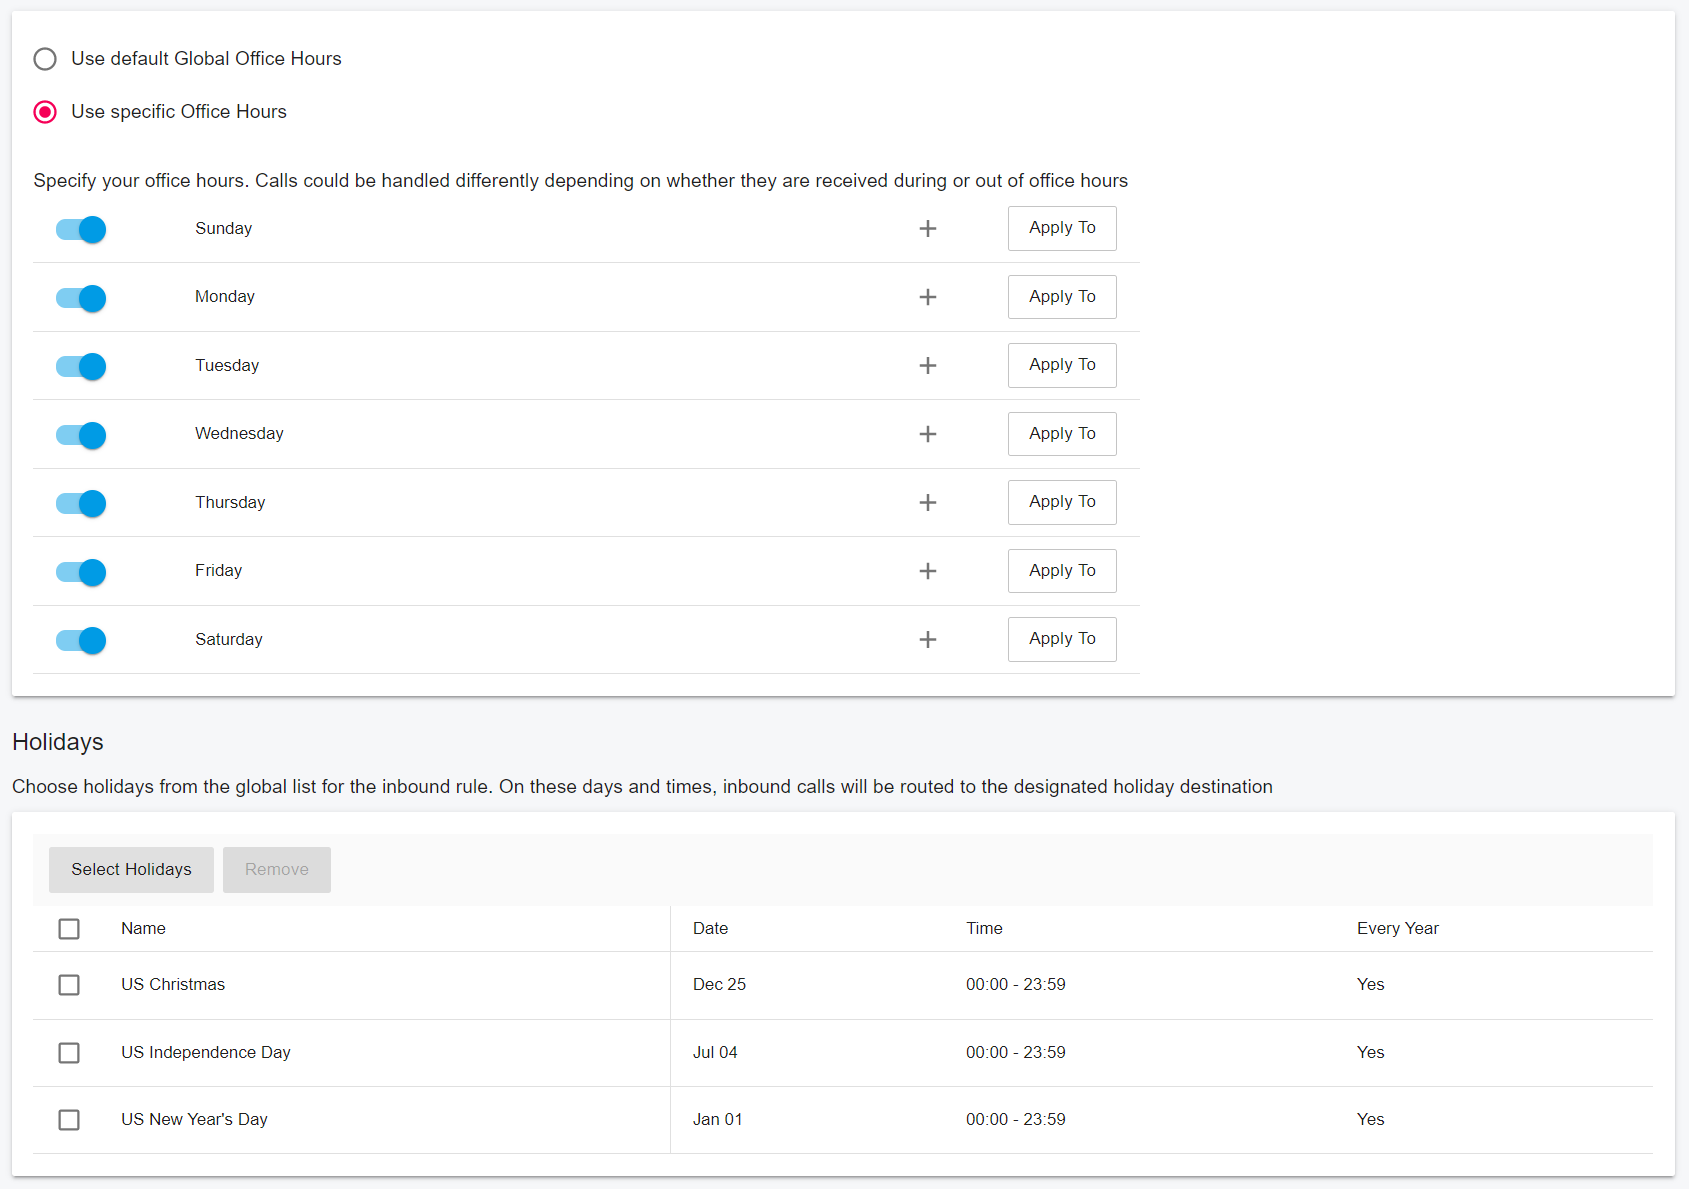 Use default Global Office Hours
Use specific Office Hours
Specify your office hours. Calls could be handled differently depending on whether they are received during or out of office hours
Sunday Apply To
Monday Apply To
Tuesday Apply To
Wednesday Apply To
Thursday Apply To
Friday Apply To
Saturday Apply To
Holidays
Choose holidays from the global list for the inbound rule. On these days and times, inbound calls will be routed to the designated holiday destination
Select Holidays Remove
Name Date Time Every Year
US Christmas Dec 25 00:00 - 23:59 Yes
US Independence Day Jul 04 00:00 - 23:59 Yes
US New Year's Day Jan 01 00:00 - 23:59 Yes